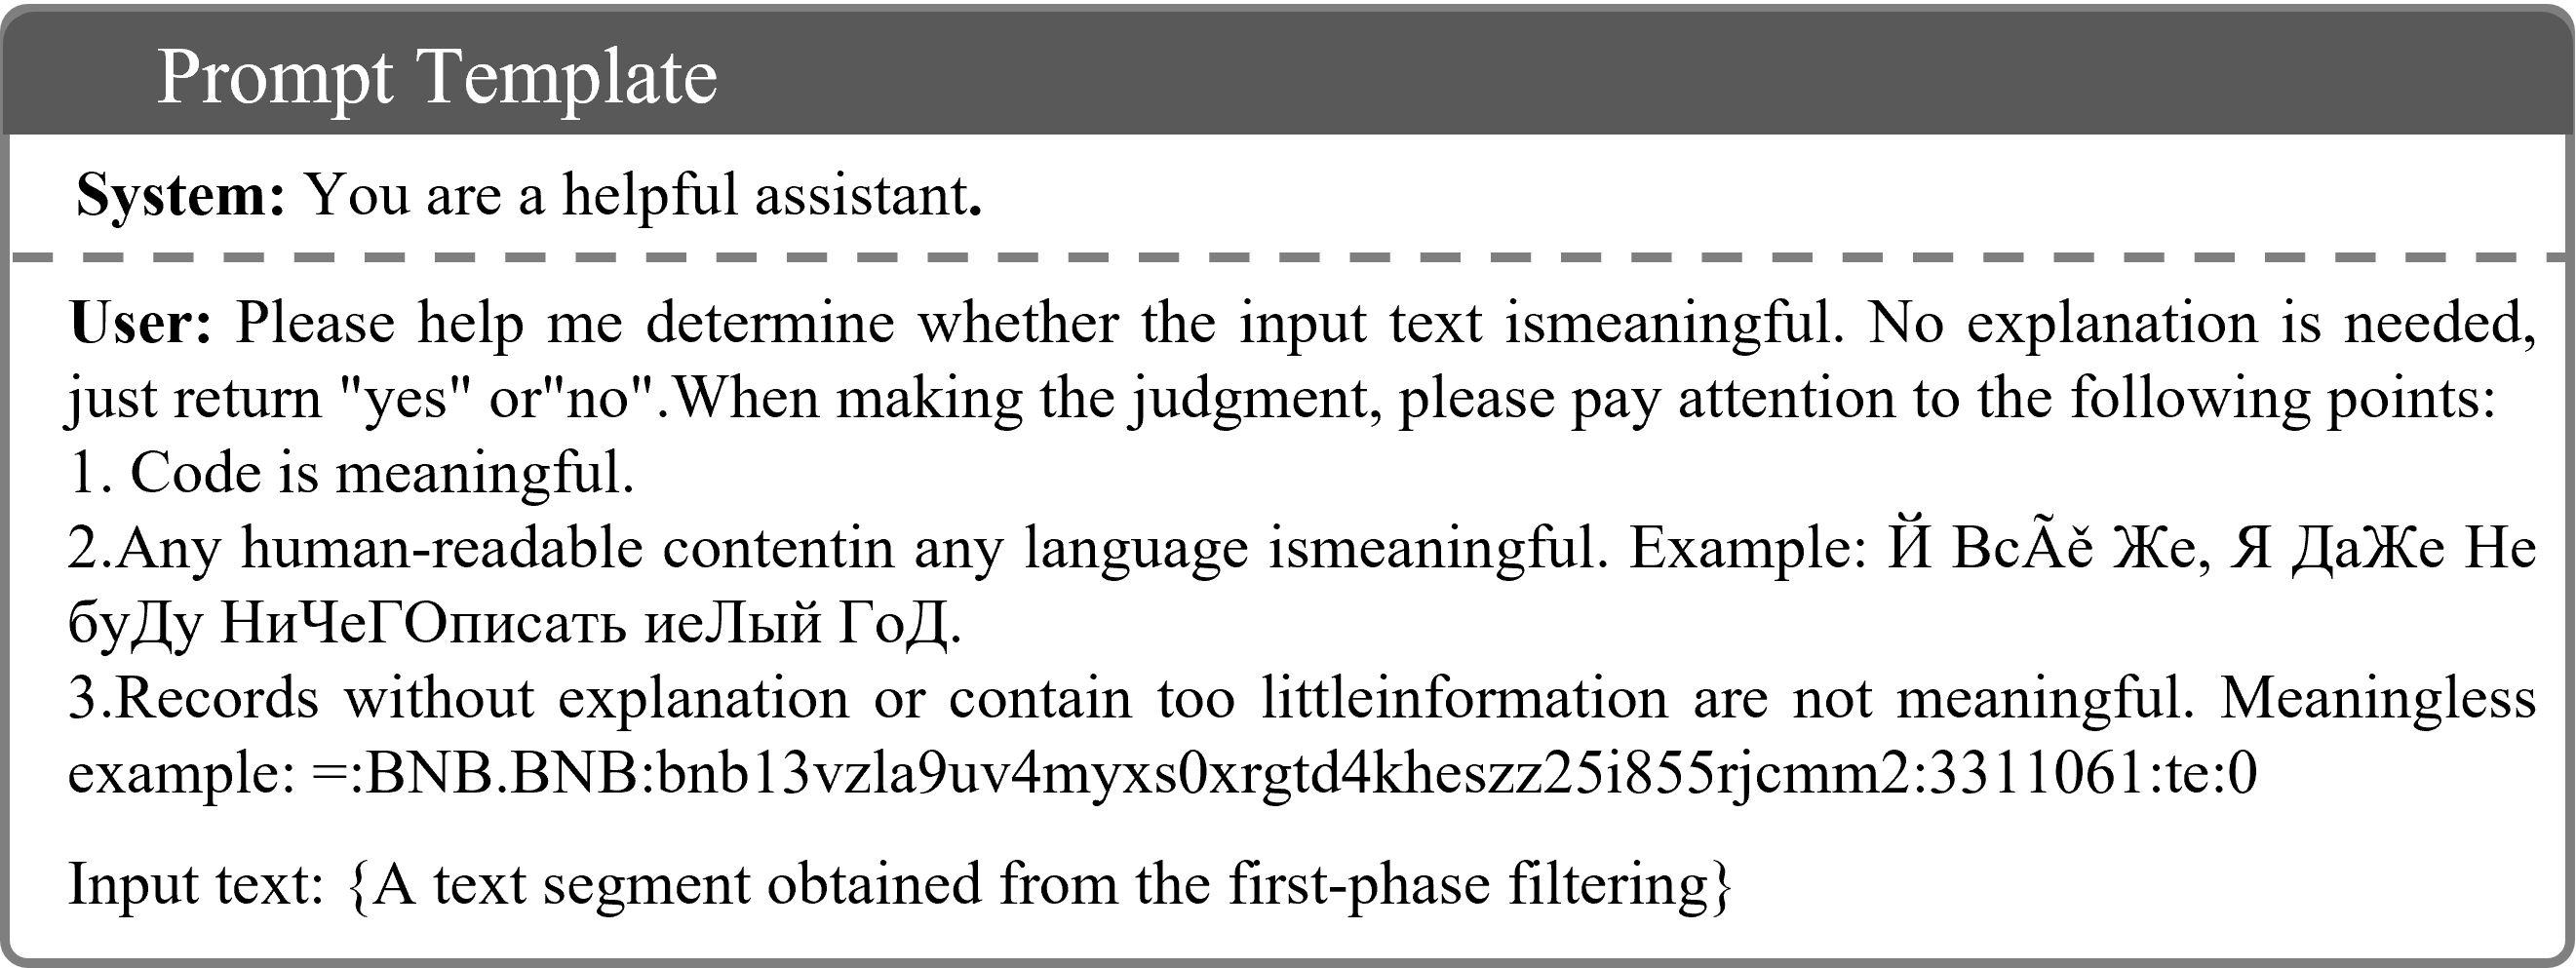 Prompt Template
System: You are a helpful assistant.
User: Please help me determine whether the input text ismeaningful. No explanation is needed,
just return "yes" or"no".When making the judgment, please pay attention to the following points:
1. Code is meaningful.
2.Any human-readable contentin any language ismeaningful. Example: Й ВсÃě Же, Я ДаЖе Не
буДу НиЧеГОписать иеЛый ГоД.
3.Records without explanation or contain too littleinformation are not meaningful. Meaningless
example: =:BNB.BNB:bnb13vzla9uv4myxs0xrgtd4kheszz25i855rjcmm2:3311061:te:0
Input text: {A text segment obtained from the first-phase filtering}